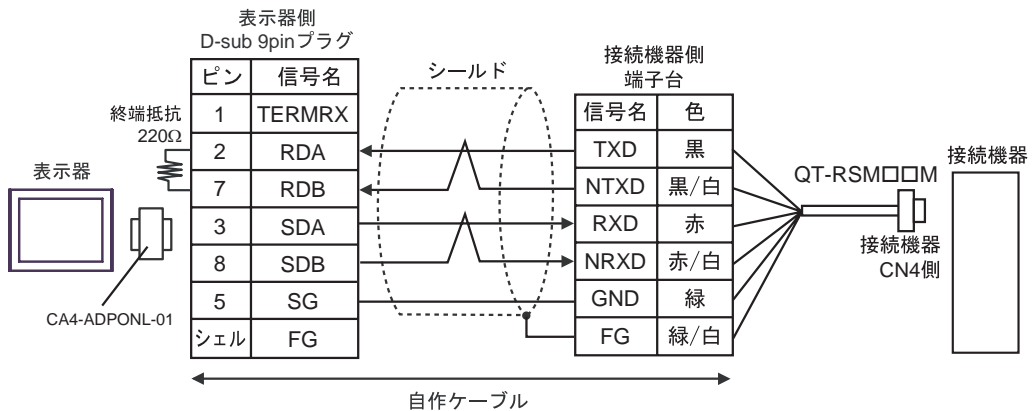 表示器側
D-sub 9pinプラグ
接続機器側
端子台
シールド
ピン 信号名
1 TERMRX
2 RDA
7 RDB
3 SDA
8 SDB
5 SG
シェル FG
終端抵抗
220Ω
表示器
CA4-ADPONL-01
信号名 色
TXD 黒
NTXD 黒/白
RXD 赤
NRXD 赤/白
GND 緑
FG 緑/白
QT-RSM□□M
接続機器
接続機器
CN4側
自作ケーブル